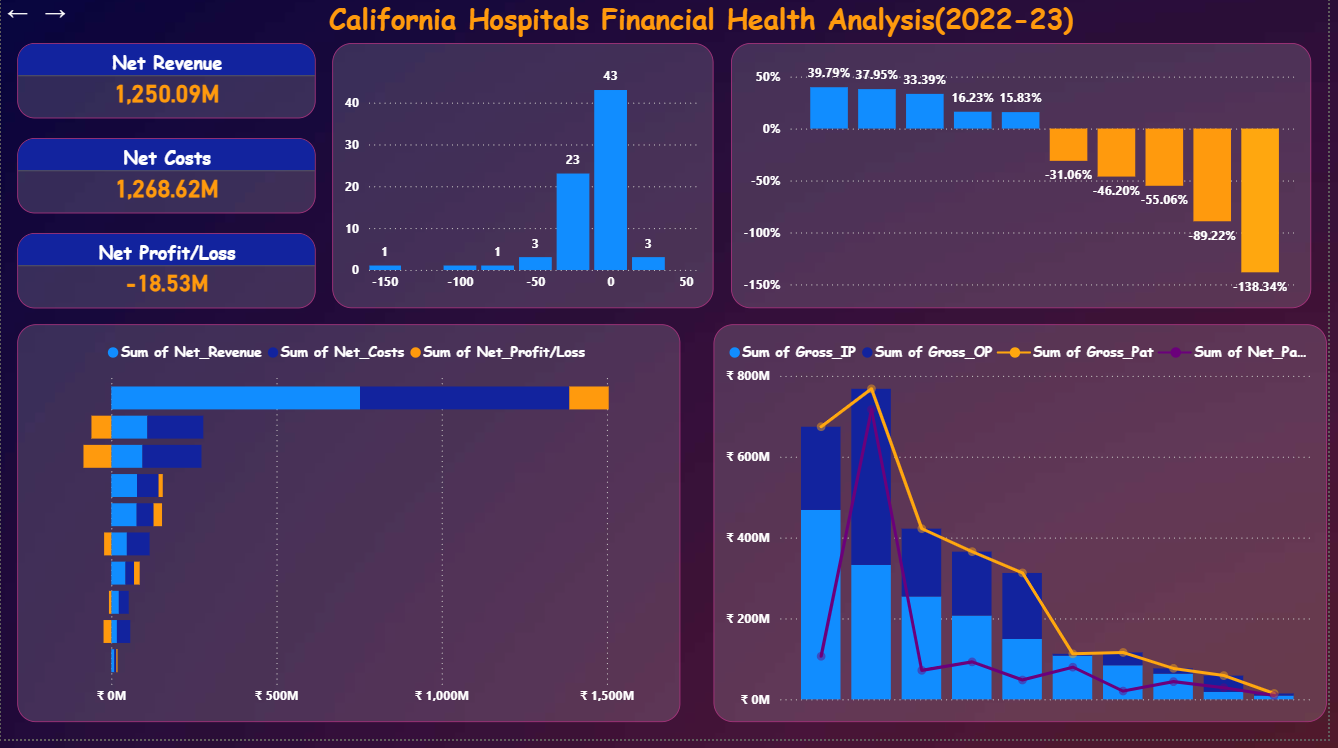 ← →
California Hospitals Financial Health Analysis(2022-23)
Net Revenue
1,250.09M
Net Costs
1,268.62M
Net Profit/Loss
-18.53M
43
40
30
23
20
10
3
3
1
1
0
-150
-100
-50
0
50
50%
39.79%
37.95%
33.39%
16.23%
15.83%
0%
-31.06%
-46.20%
-50%
-55.06%
-89.22%
-100%
-138.34%
-150%
Sum of Net_Revenue
Sum of Net_Costs
Sum of Net_Profit/Loss
₹ 0M
₹ 500M
₹ 1,000M
₹ 1,500M
Sum of Gross_IP
Sum of Gross_OP
Sum of Gross_Pat
Sum of Net_Pa...
₹ 800M
₹ 600M
₹ 400M
₹ 200M
₹ 0M